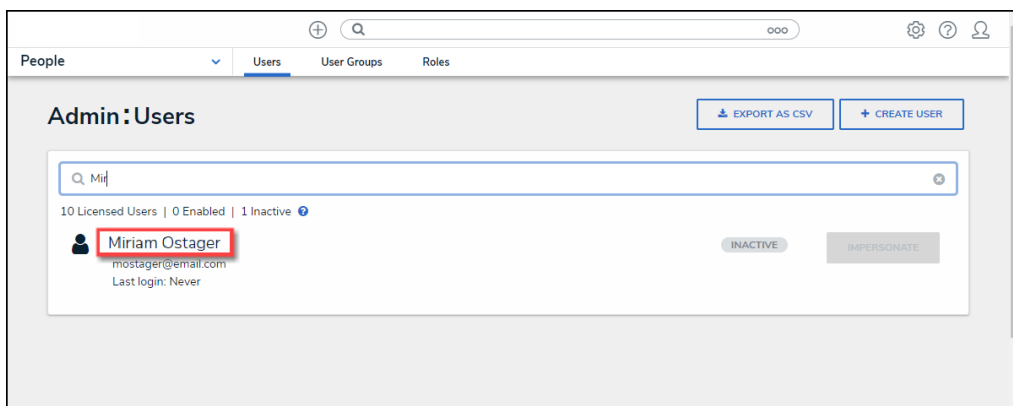 People Users User Groups Roles
Admin:Users
EXPORT AS CSV
+ CREATE USER
Mir
10 Licensed Users | 0 Enabled | 1 Inactive
Miriam Ostager
INACTIVE
IMPERSONATE
mostager@email.com
Last login: Never